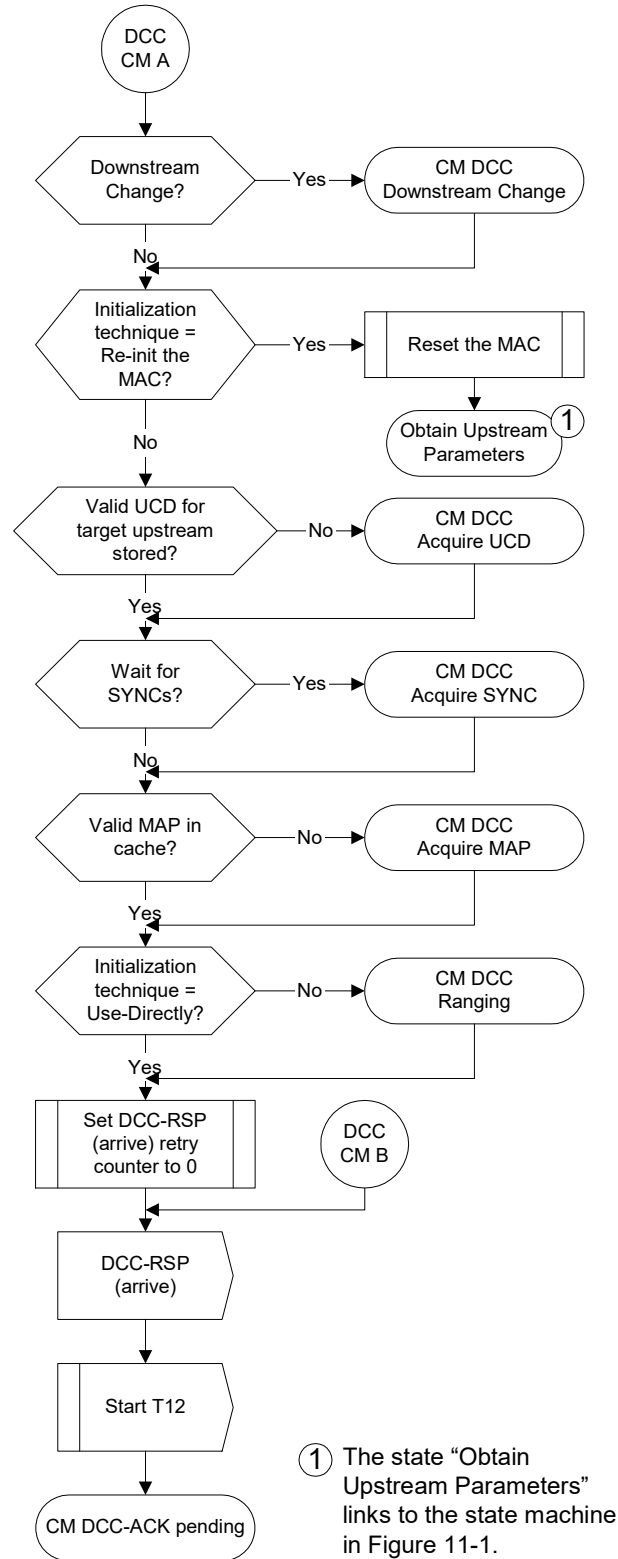 DCC
CM A
Downstream
Change?
Yes
CM DCC
Downstream Change
No
Initialization
technique =
Re-init the
MAC?
Yes
Reset the MAC
Obtain Upstream
Parameters
1
No
Valid UCD for
target upstream
stored?
No
CM DCC
Acquire UCD
Yes
Wait for
SYNCs?
Yes
CM DCC
Acquire SYNC
No
Valid MAP in
cache?
No
CM DCC
Acquire MAP
Yes
Initialization
technique =
Use-Directly?
No
CM DCC
Ranging
Yes
Set DCC-RSP
(arrive) retry
counter to 0
DCC
CM B
DCC-RSP
(arrive)
Start T12
CM DCC-ACK pending
1 The state “Obtain
Upstream Parameters”
links to the state machine
in Figure 11-1.